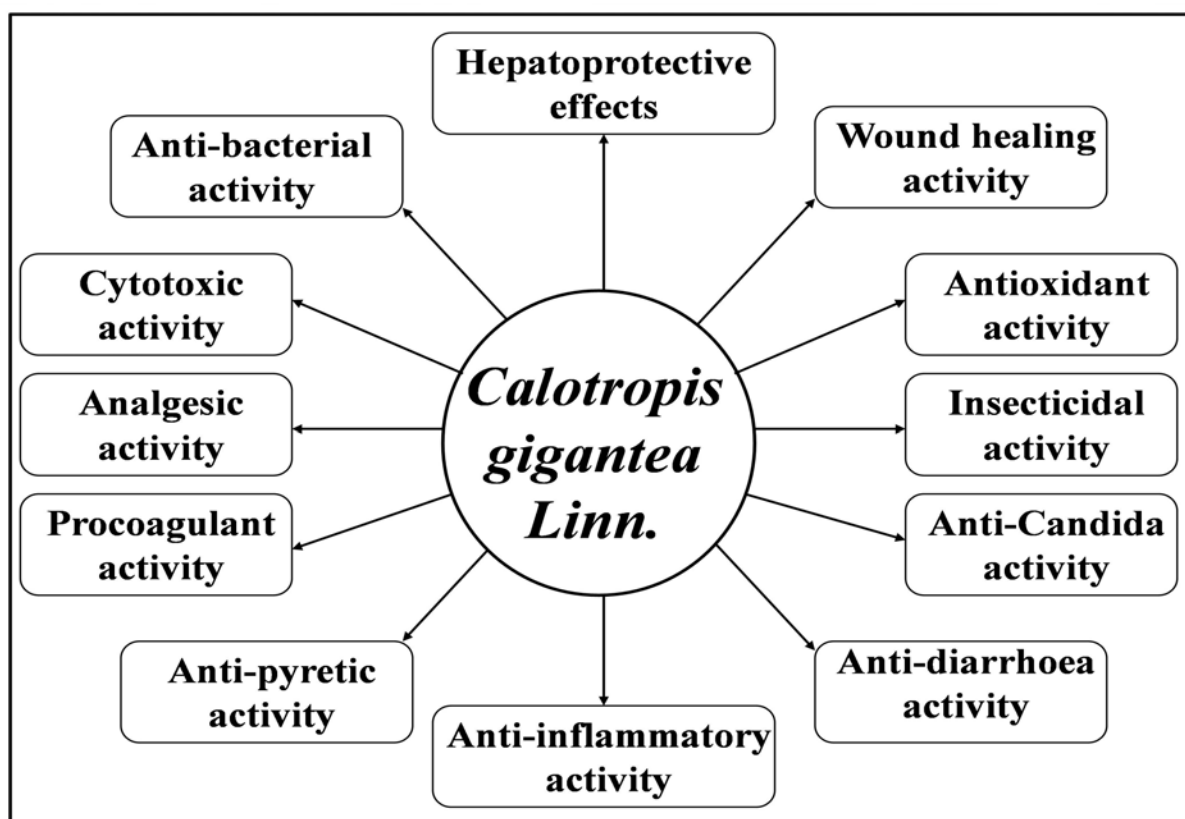 Hepatoprotective
effects
Wound healing
activity
Antioxidant
activity
Insecticidal
activity
Anti-Candida
activity
Anti-diarrhoea
activity
Anti-inflammatory
activity
Anti-pyretic
activity
Procoagulant
activity
Analgesic
activity
Cytotoxic
activity
Anti-bacterial
activity
Calotropis
gigantea
Linn.